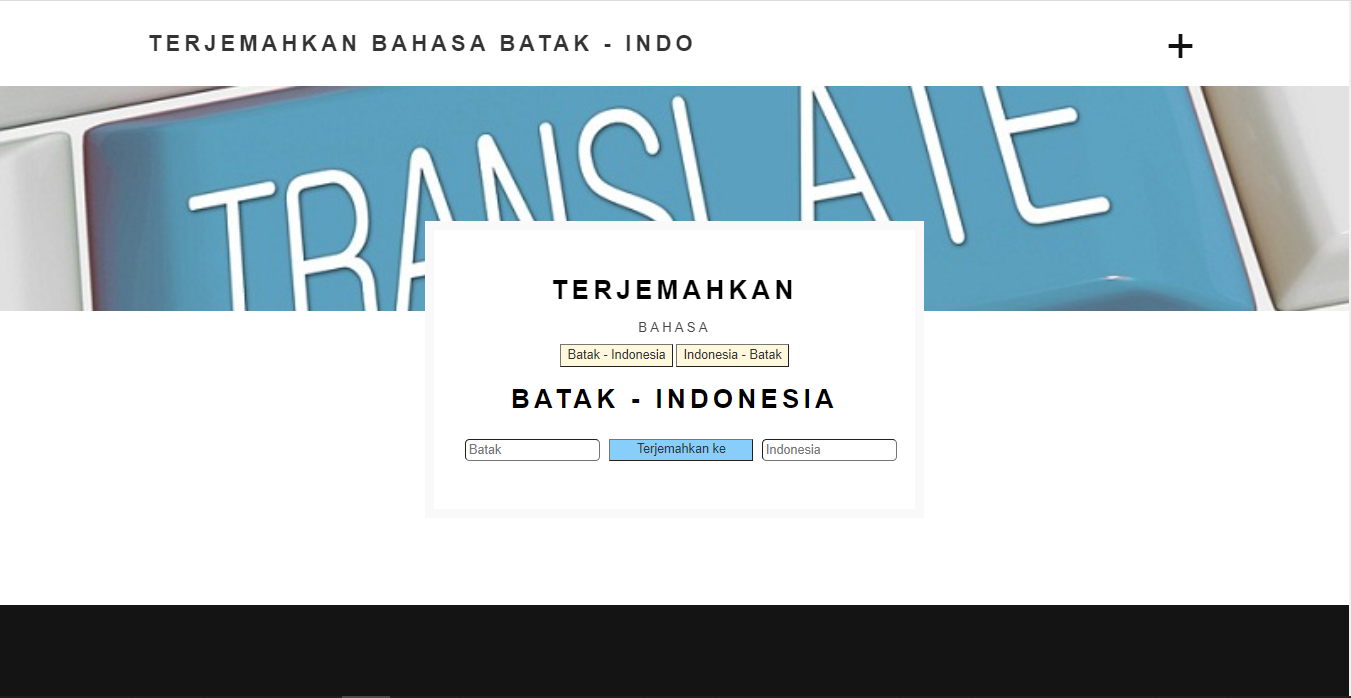 TERJEMAHKAN BAHASA BATAK - INDO
+
TRANSLATE
TERJEMAHKAN
BAHASA
Batak - Indonesia Indonesia - Batak
BATAK - INDONESIA
Batak Terjemahkan ke Indonesia